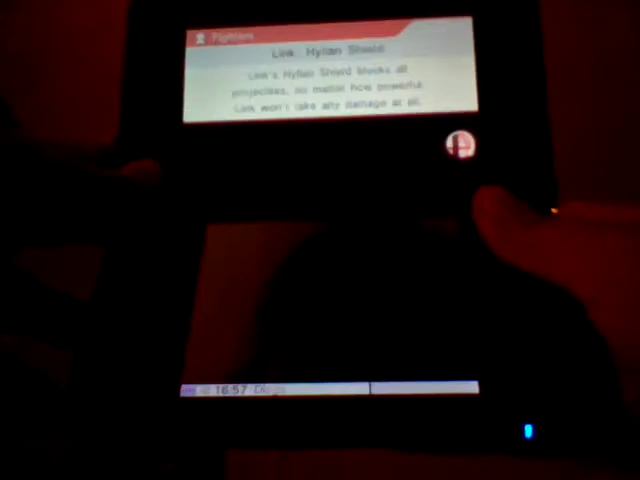 Fighters
Link: Hylian Shield
Link's Hylian Shield blocks all
projectiles, no matter how powerful.
Link won't take any damage at all.
16:57 Diego